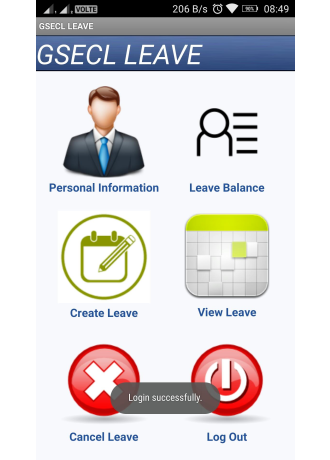 206 B/s 08:49
VOLTE
GSECL LEAVE
GSECL LEAVE
Personal Information
Leave Balance
Create Leave
View Leave
Login successfully.
Cancel Leave
Log Out